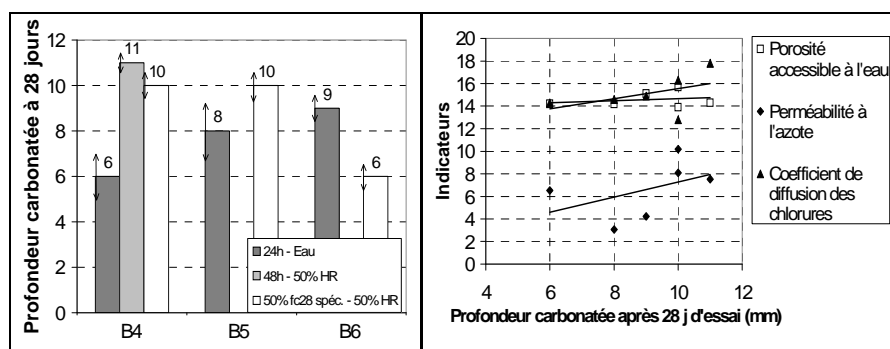 Profondeur carbonatée à 28 jours
12
10
8
6
4
2
0
6
11
10
8
10
9
6
24h - Eau
48h - 50% HR
50% fc28 spéc. - 50% HR
B4 B5 B6
Indicateurs
20
18
16
14
12
10
8
6
4
2
0
4 6 8 10 12
Profondeur carbonatée après 28 j d'essai (mm)
Porosité
accessible à l'eau
Perméabilité à
l'azote
Coefficient de
diffusion des
chlorures